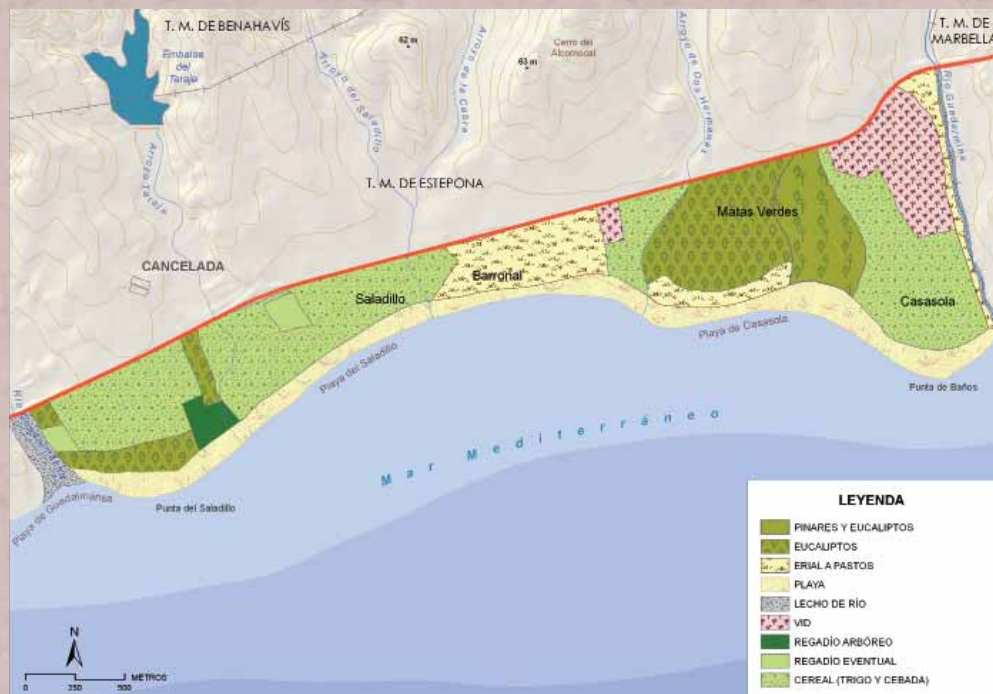 T. M. DE BENAHAVÍS
T. M. DE
MARBELLA
Embalse
del
Taraje
62 m
63 m
Cerro del
Alcornocal
Arroyo del Saladillo
Arroyo de la Cabra
Arroyo de Dos Hermanas
Río Guadalmina
Arroyo Taraje
T. M. DE ESTEPONA
CANCELADA
Matas Verdes
Barronal
Saladillo
Casasola
Playa del Saladillo
Playa de Casasola
Punta de Baños
Río
Mar Mediterráneo
Playa de Guadalmansa
Punta del Saladillo
LEYENDA
PINARES Y EUCALIPTOS
EUCALIPTOS
ERIAL A PASTOS
PLAYA
LECHO DE RÍO
VID
REGADÍO ARBÓREO
REGADÍO EVENTUAL
CEREAL (TRIGO Y CEBADA)
N
0 250 500 METROS